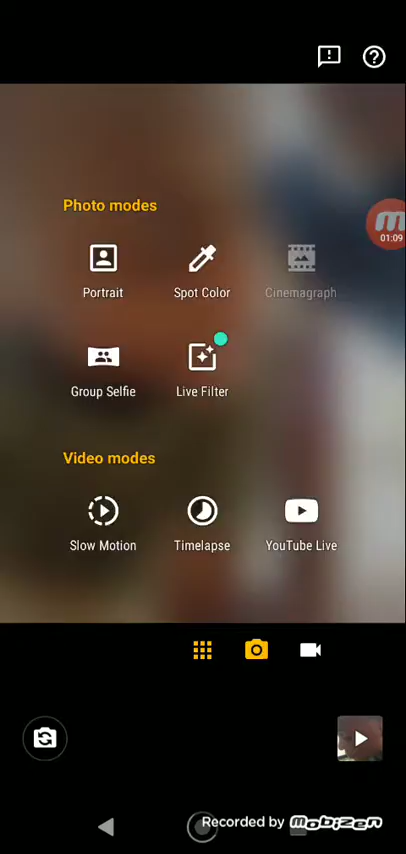 Photo modes
01:09
Portrait
Spot Color
Cinemagraph
Group Selfie
Live Filter
Video modes
Slow Motion
Timelapse
YouTube Live
Recorded by Mobizen